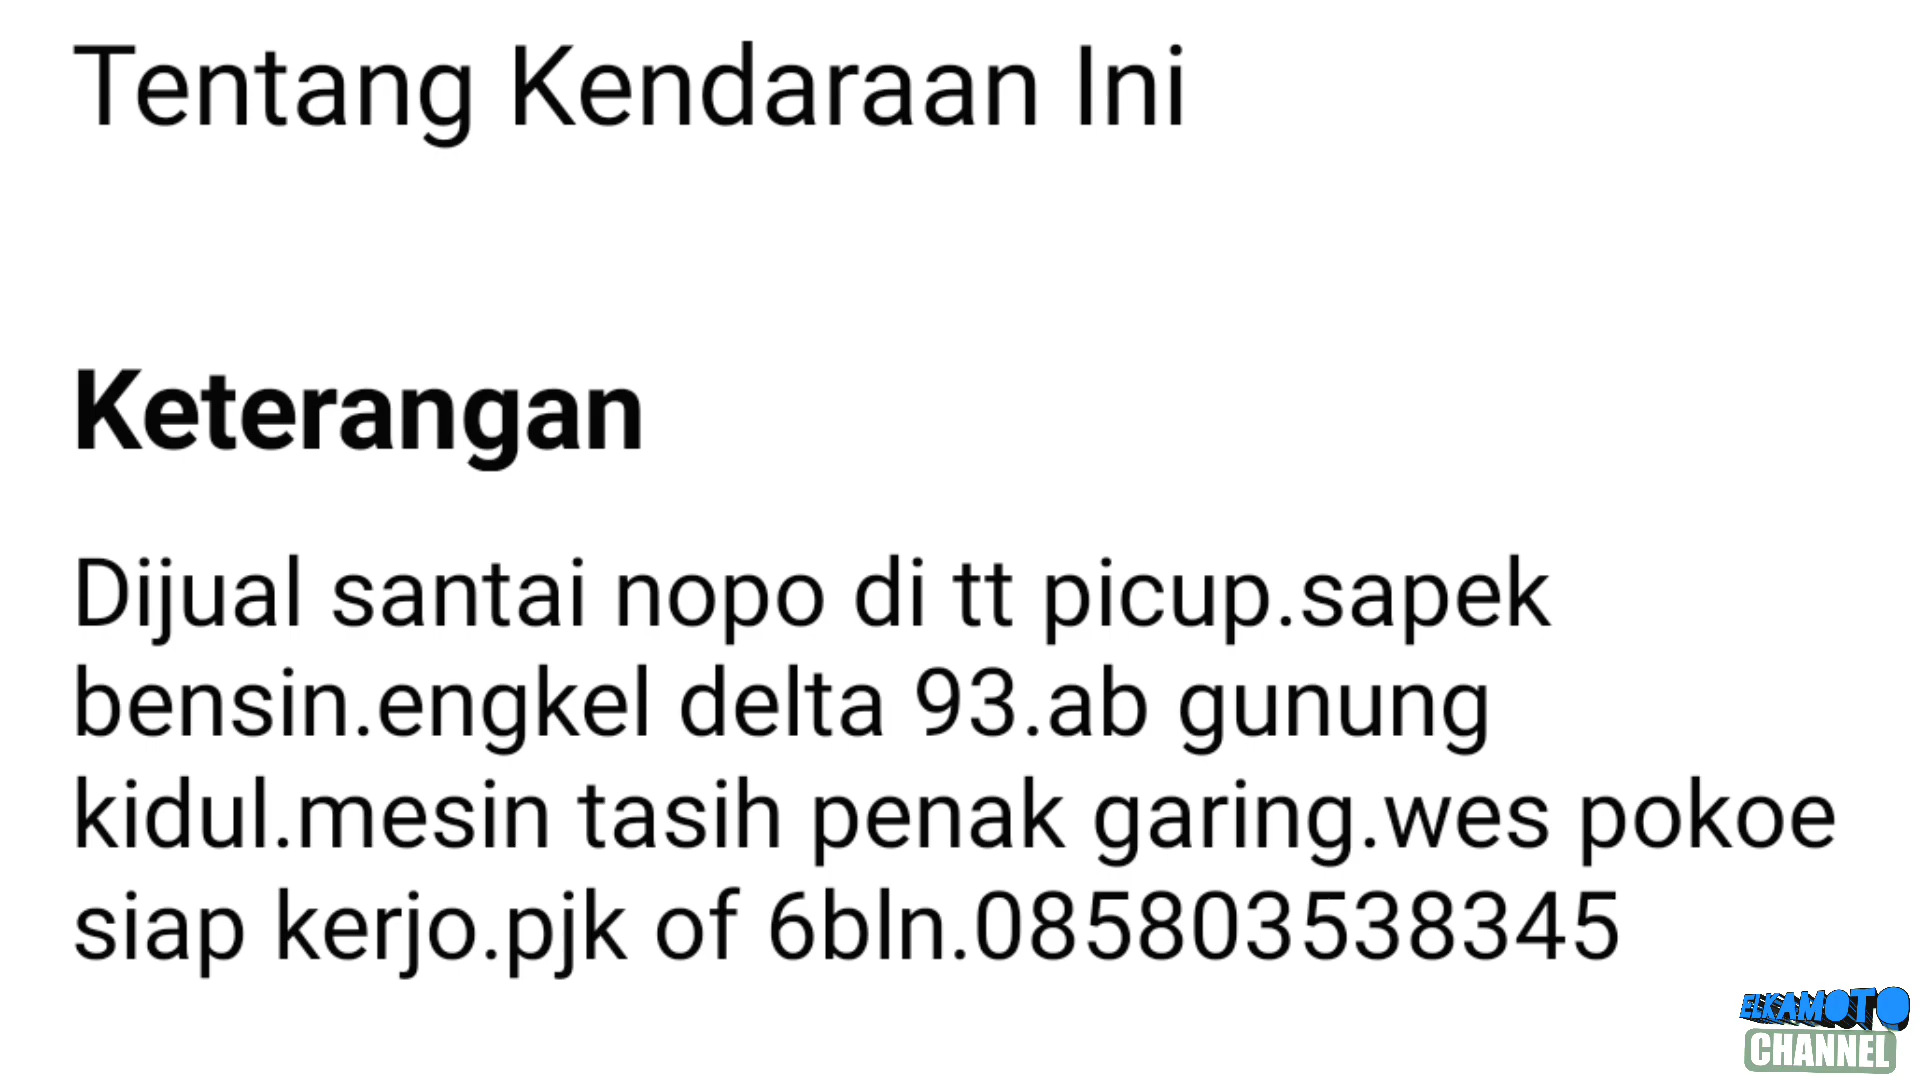 Tentang Kendaraan Ini
Keterangan
Dijual santai nopo di tt picup.sapek
bensin.engkel delta 93.ab gunung
kidul.mesin tasih penak garing.wes pokoe
siap kerjo.pjk of 6bln.085803538345
ELKAMOTO
CHANNEL